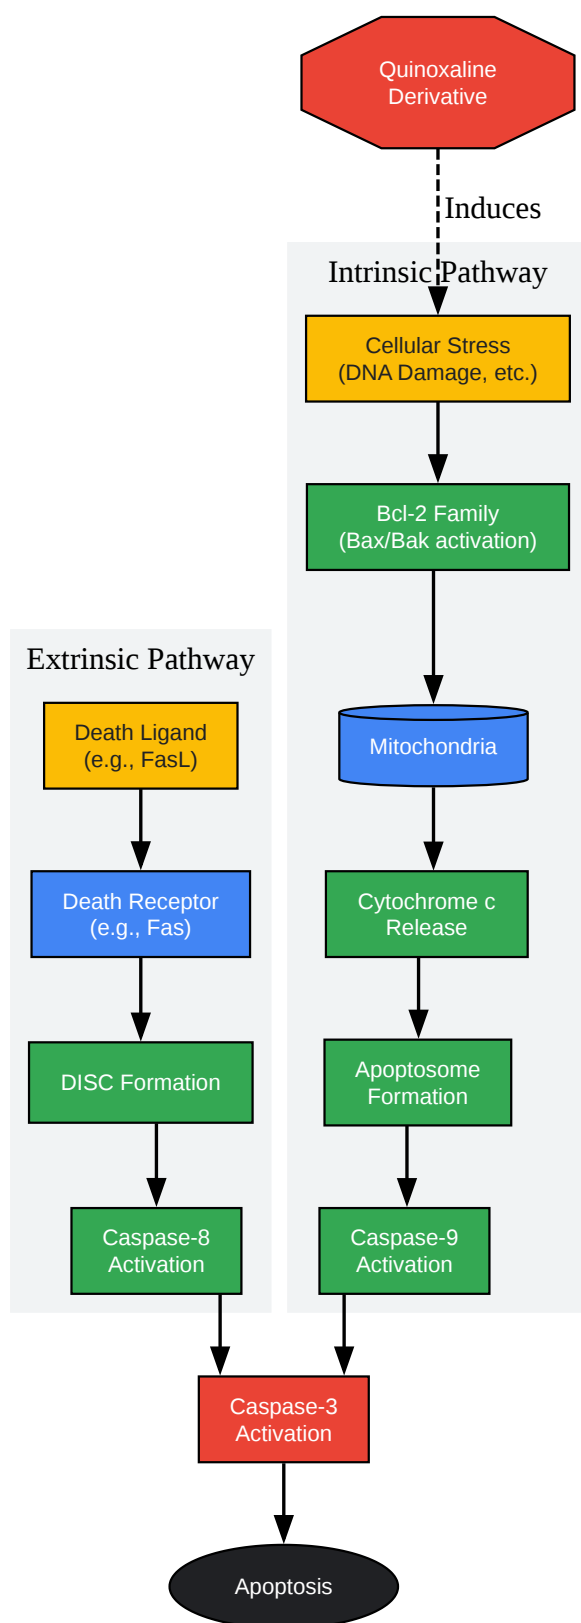 Quinoxaline
Derivative
Induces
Intrinsic Pathway
Cellular Stress
(DNA Damage, etc.)
Bcl-2 Family
(Bax/Bak activation)
Extrinsic Pathway
Death Ligand
(e.g., FasL)
Mitochondria
Death Receptor
(e.g., Fas)
Cytochrome c
Release
DISC Formation
Apoptosome
Formation
Caspase-8
Activation
Caspase-9
Activation
Caspase-3
Activation
Apoptosis